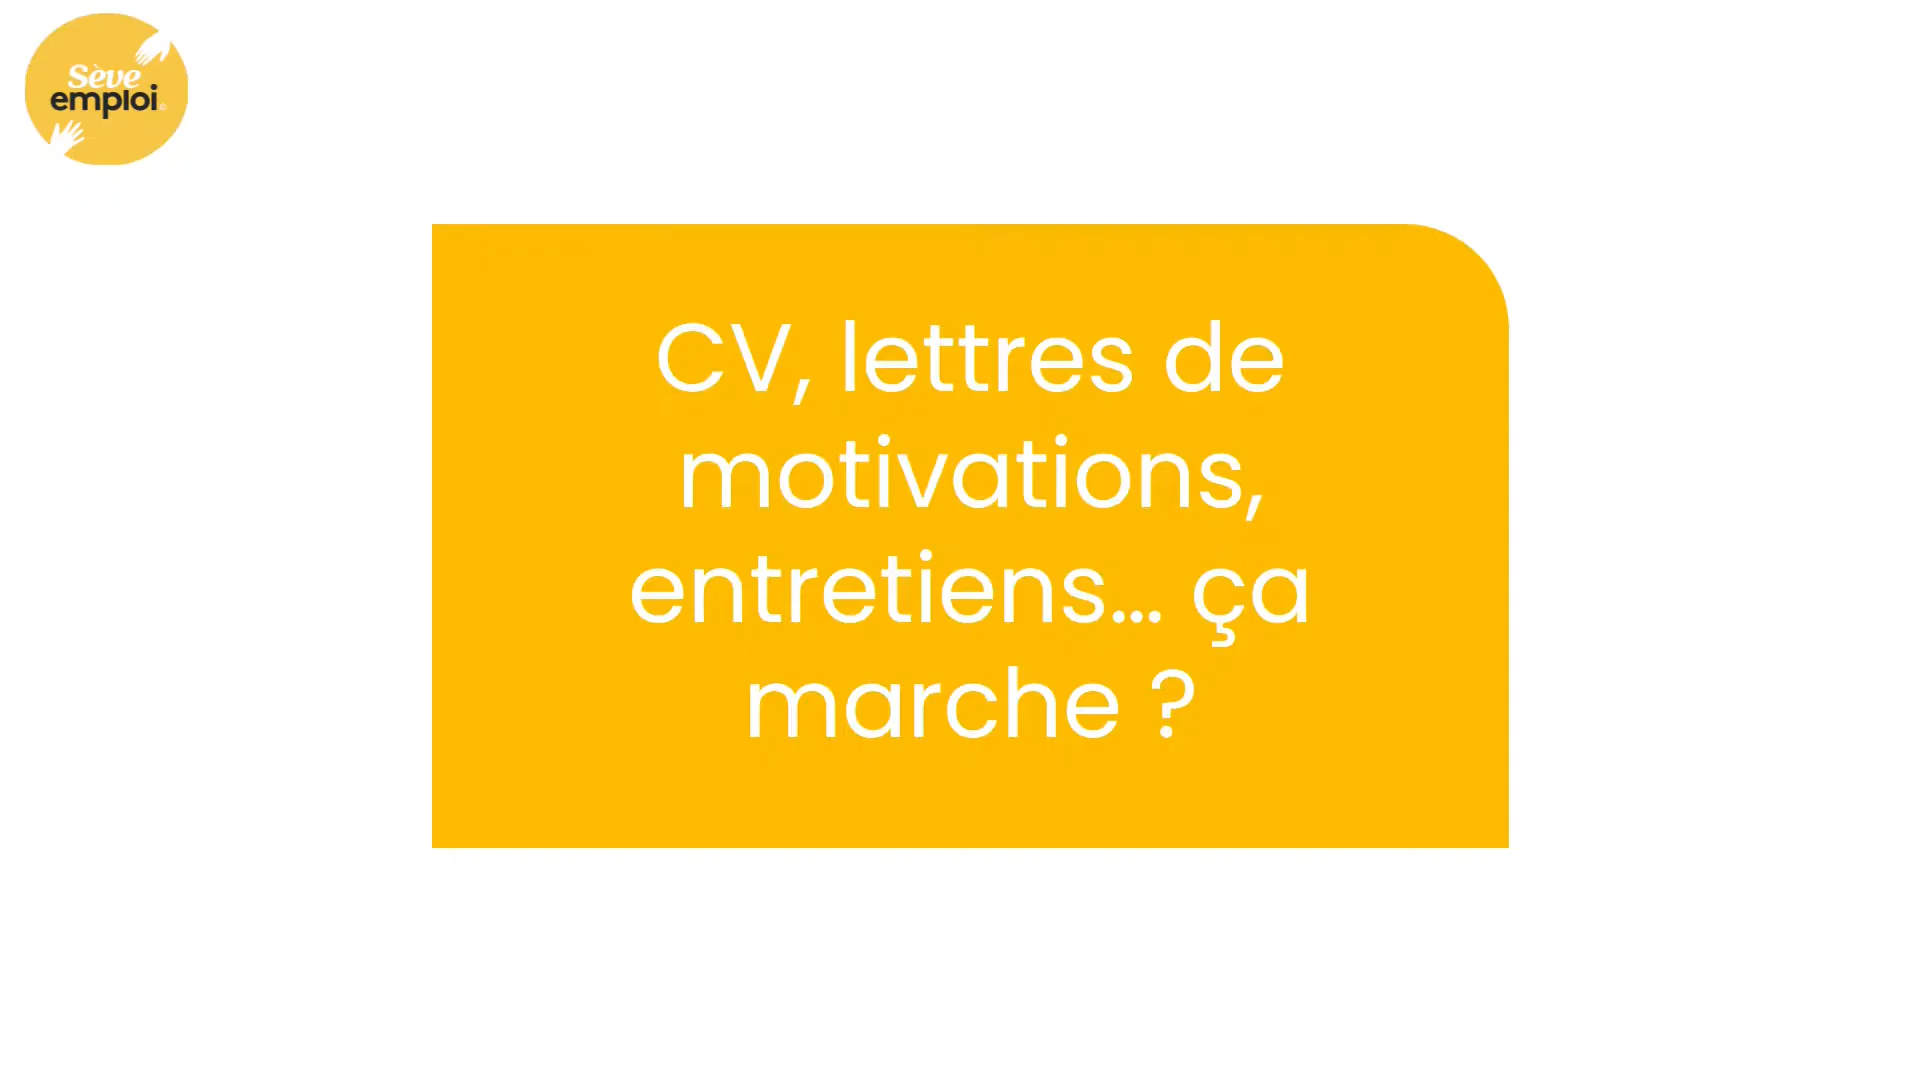 Sève
emploi
CV, lettres de
motivations,
entretiens... ça
marche ?